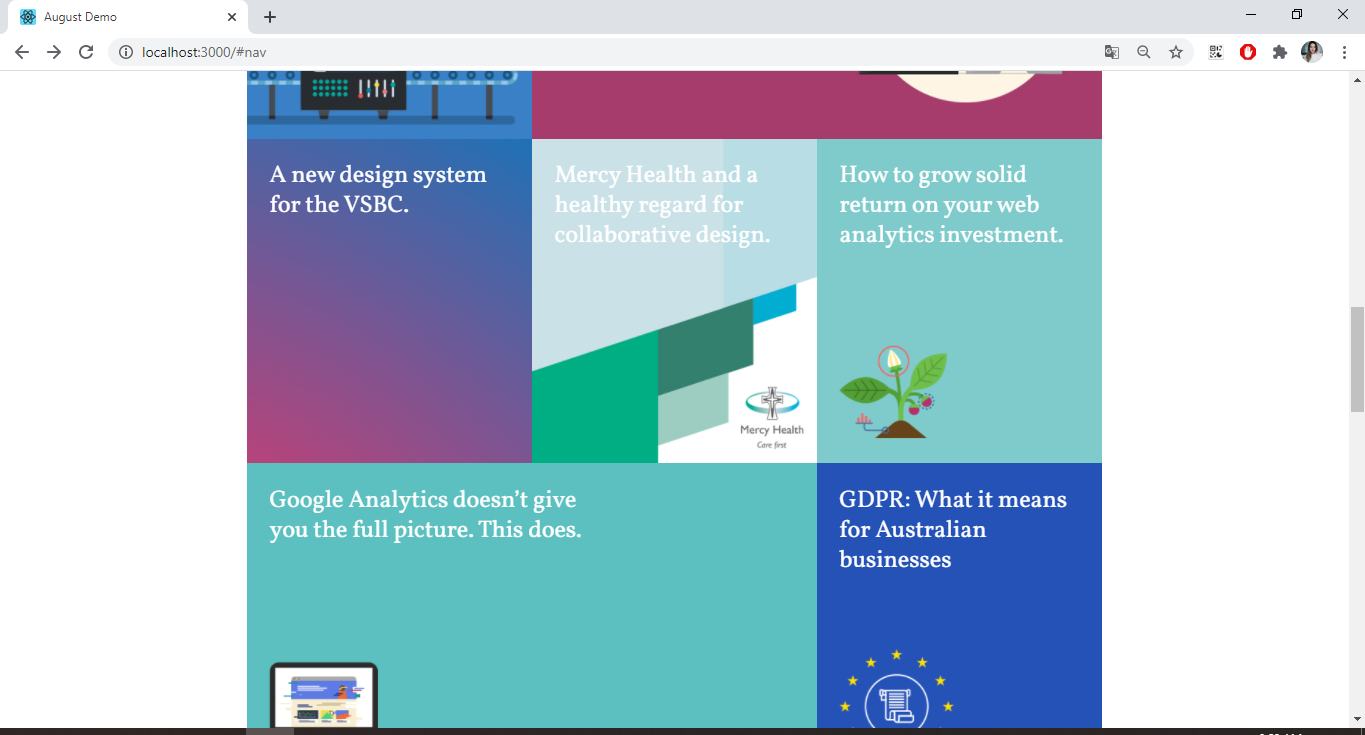 August Demo
localhost:3000/#nav
A new design system
for the VSBC.
Mercy Health and a
healthy regard for
collaborative design.
How to grow solid
return on your web
analytics investment.
Mercy Health
Care first
Google Analytics doesn’t give
you the full picture. This does.
GDPR: What it means
for Australian
businesses